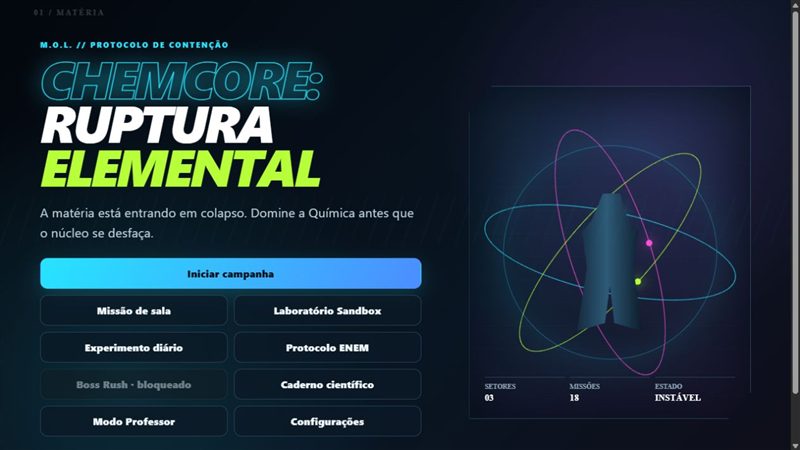 01 / MATÉRIA
M.O.L. // PROTOCOLO DE CONTENÇÃO
CHEMCORE:
RUPTURA
ELEMENTAL
A matéria está entrando em colapso. Domine a Química antes que
o núcleo se desfaça.
Iniciar campanha
Missão de sala
Laboratório Sandbox
Experimento diário
Protocolo ENEM
Boss Rush · bloqueado
Caderno científico
Modo Professor
Configurações
SETORES
MISSÕES
ESTADO
03
18
INSTÁVEL